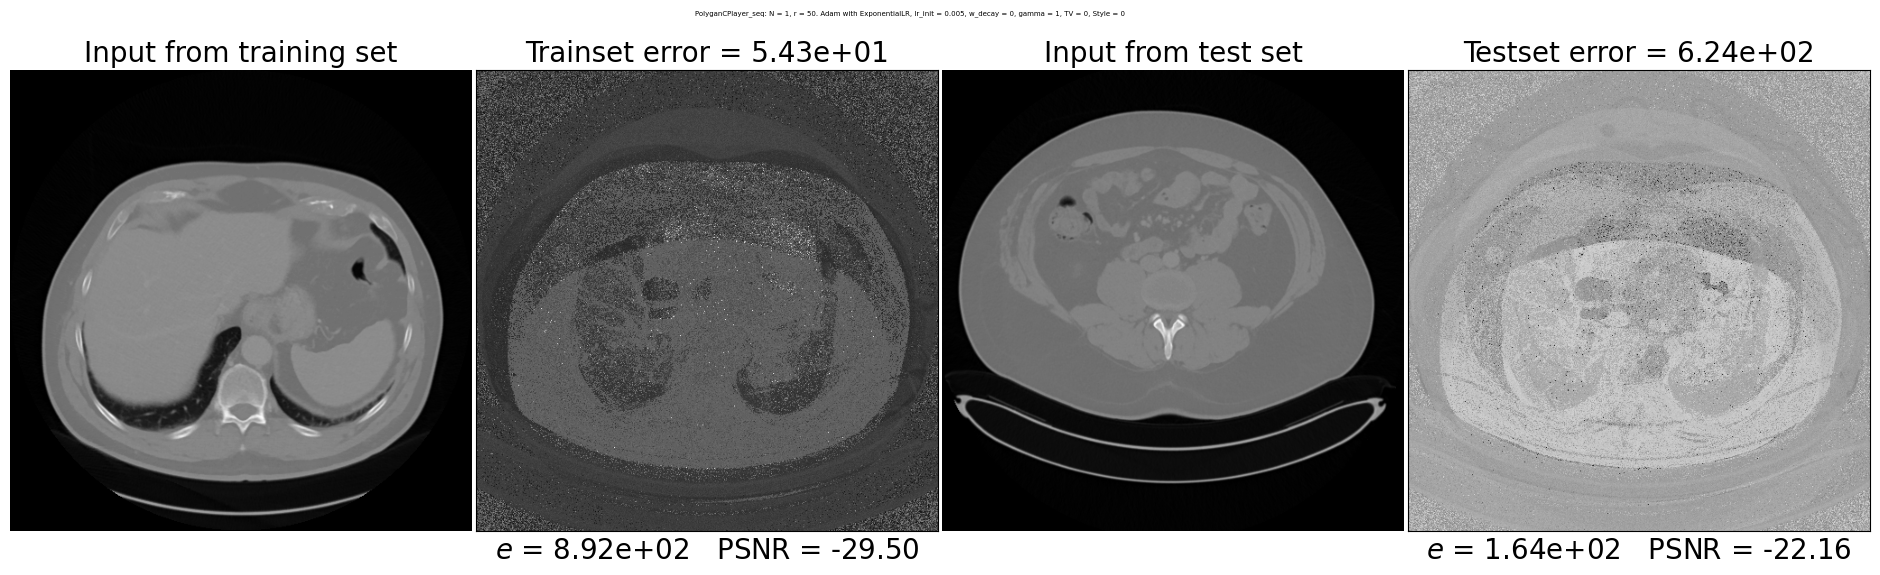 PolyganCPlayer_seq: N = 1, r = 50. Adam with ExponentialLR, lr_init = 0.005, w_decay = 0, gamma = 1, TV = 0, Style = 0
Input from training set
Trainset error = 5.43e+01
Input from test set
Testset error = 6.24e+02
e = 8.92e+02 PSNR = -29.50
e = 1.64e+02 PSNR = -22.16